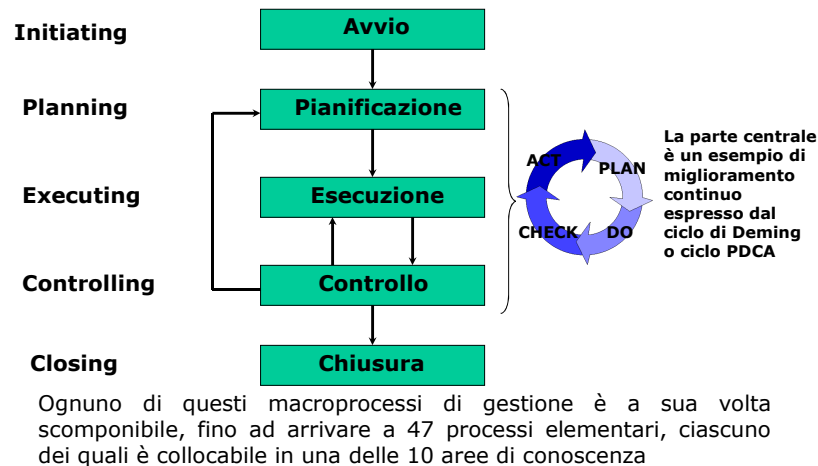 Initiating
Avvio
Planning
Pianificazione
Executing
Esecuzione
Controlling
Controllo
Closing
Chiusura
ACT
PLAN
CHECK
DO
La parte centrale
è un esempio di
miglioramento
continuo
espresso dal
ciclo di Deming
o ciclo PDCA
Ognuno di questi macroprocessi di gestione è a sua volta
scomponibile, fino ad arrivare a 47 processi elementari, ciascuno
dei quali è collocabile in una delle 10 aree di conoscenza